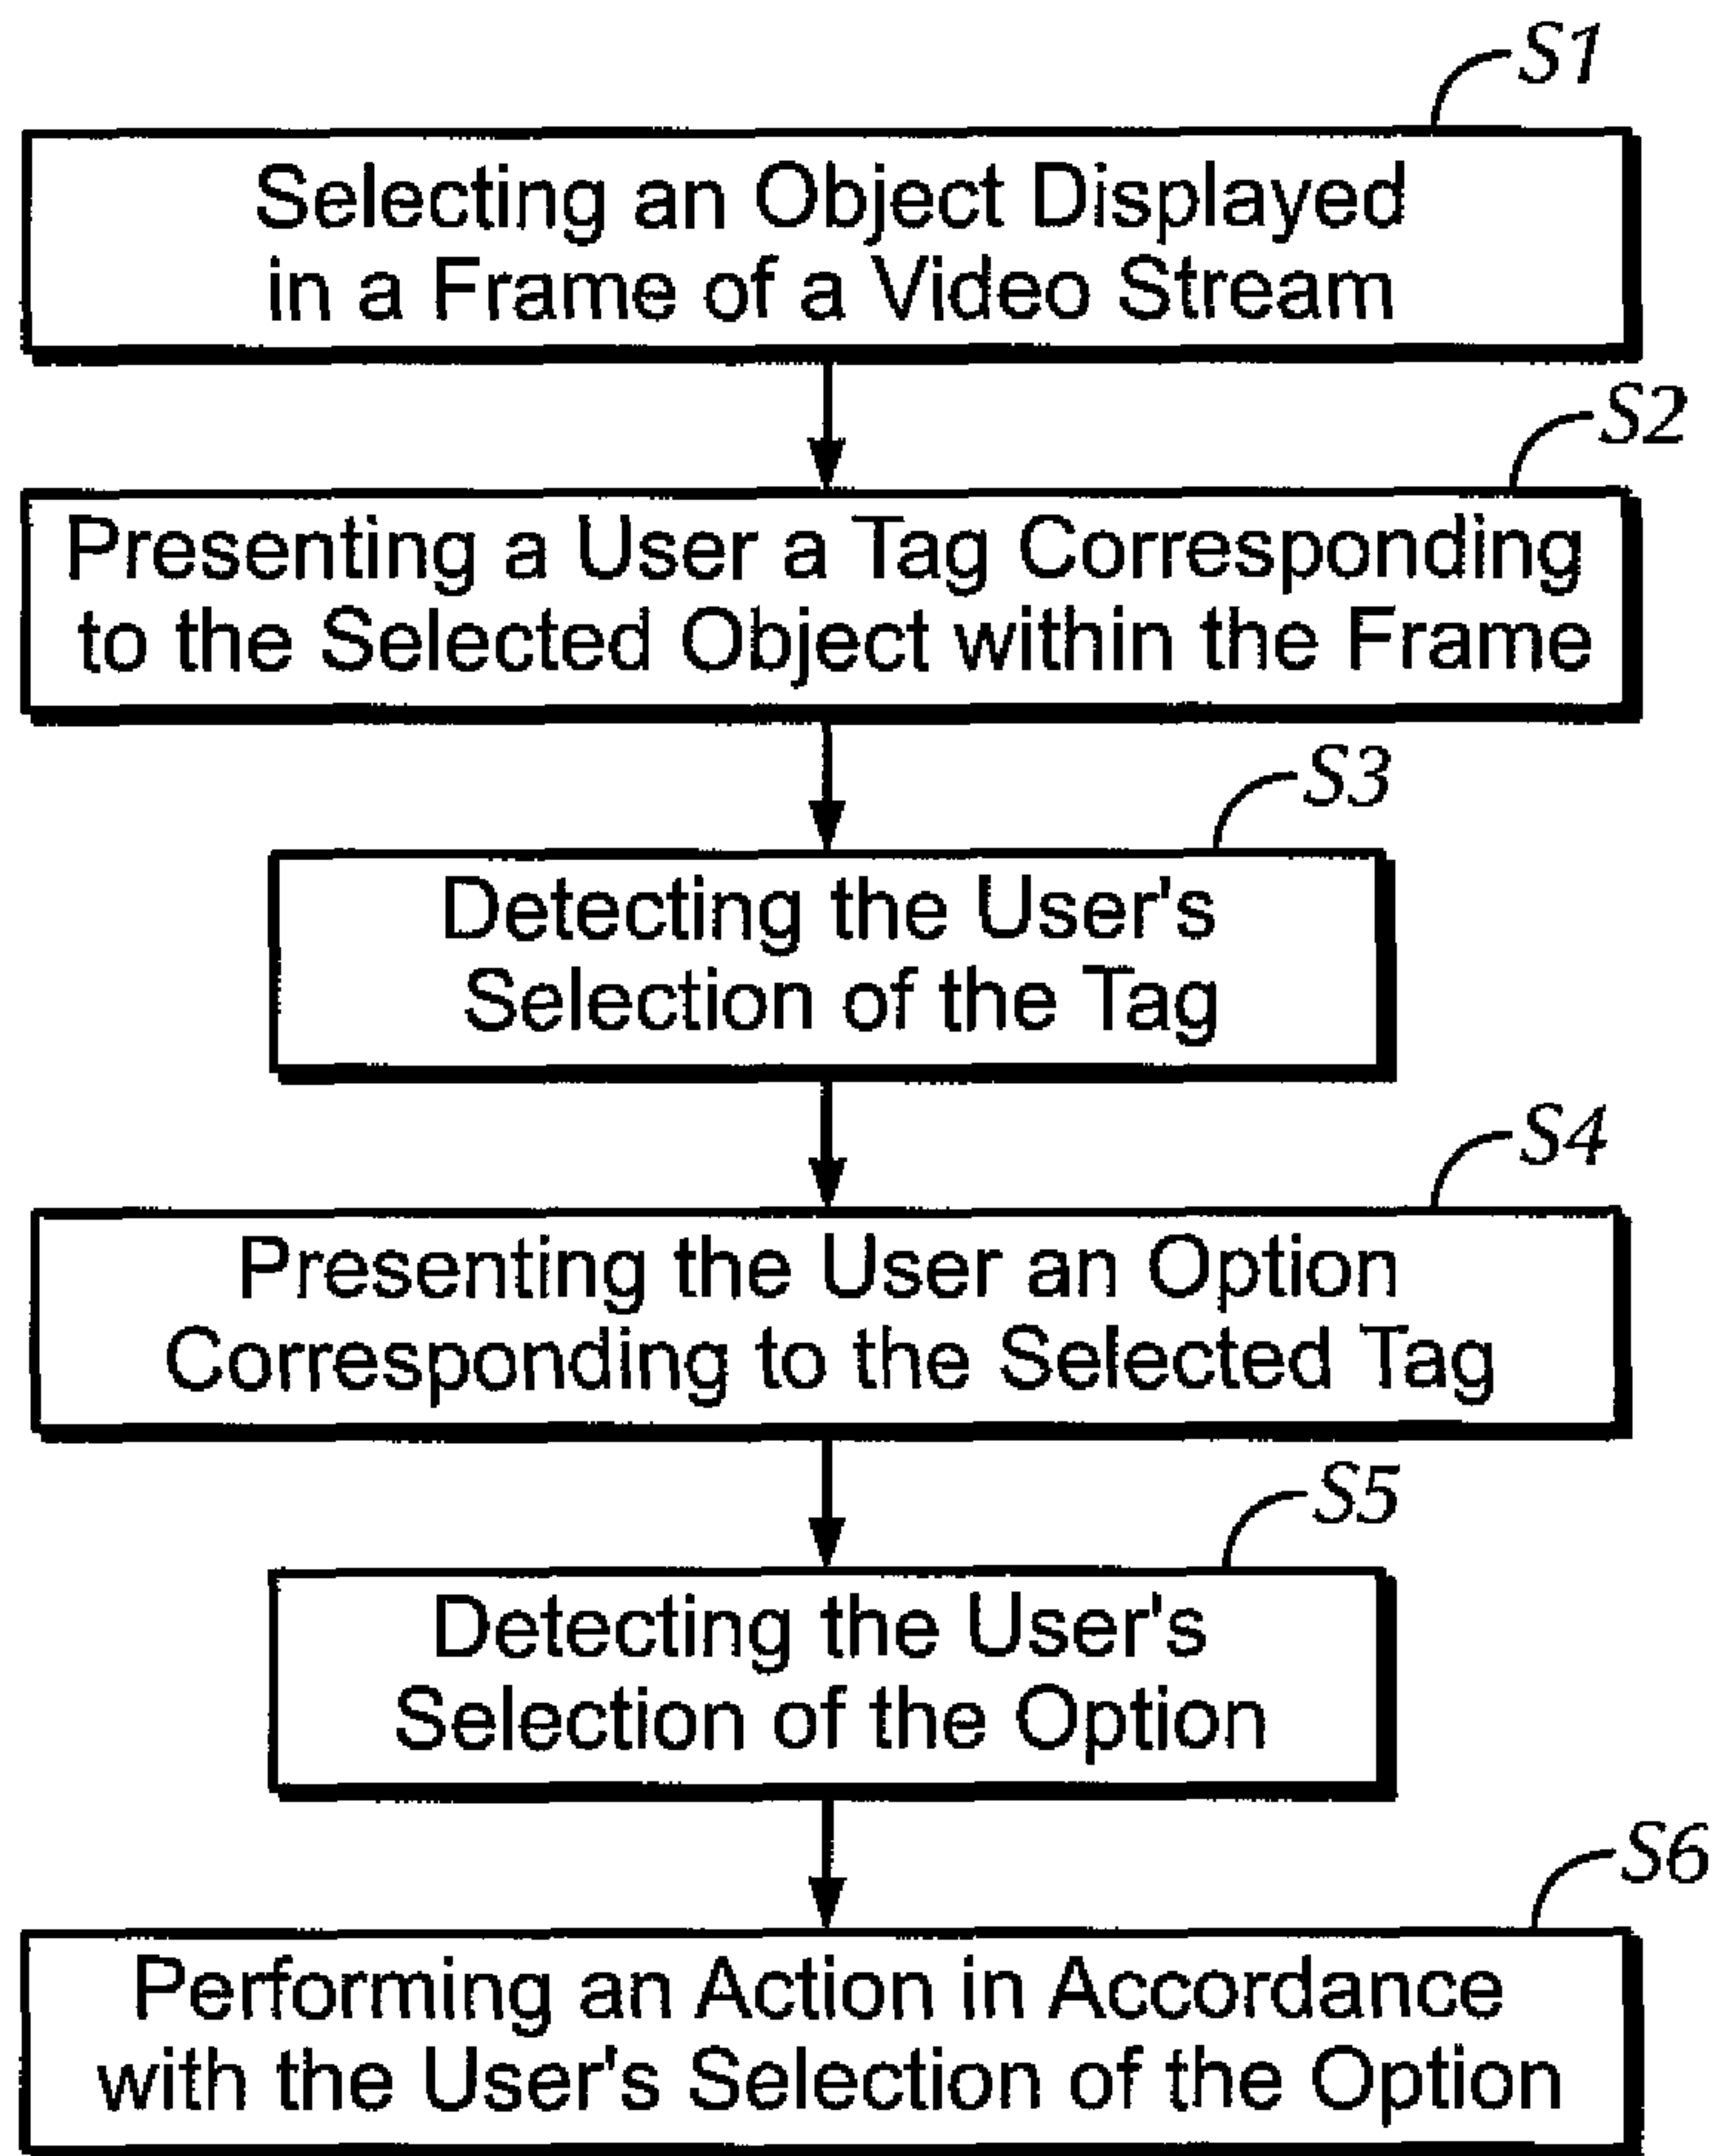 S1
Selecting an Object Displayed
in a Frame of a Video Stream
S2
Presenting a User a Tag Corresponding
to the Selected Object within the Frame
S3
Detecting the User's
Selection of the Tag
S4
Presenting the User an Option
Corresponding to the Selected Tag
S5
Detecting the User's
Selection of the Option
S6
Performing an Action in Accordance
with the User's Selection of the Option